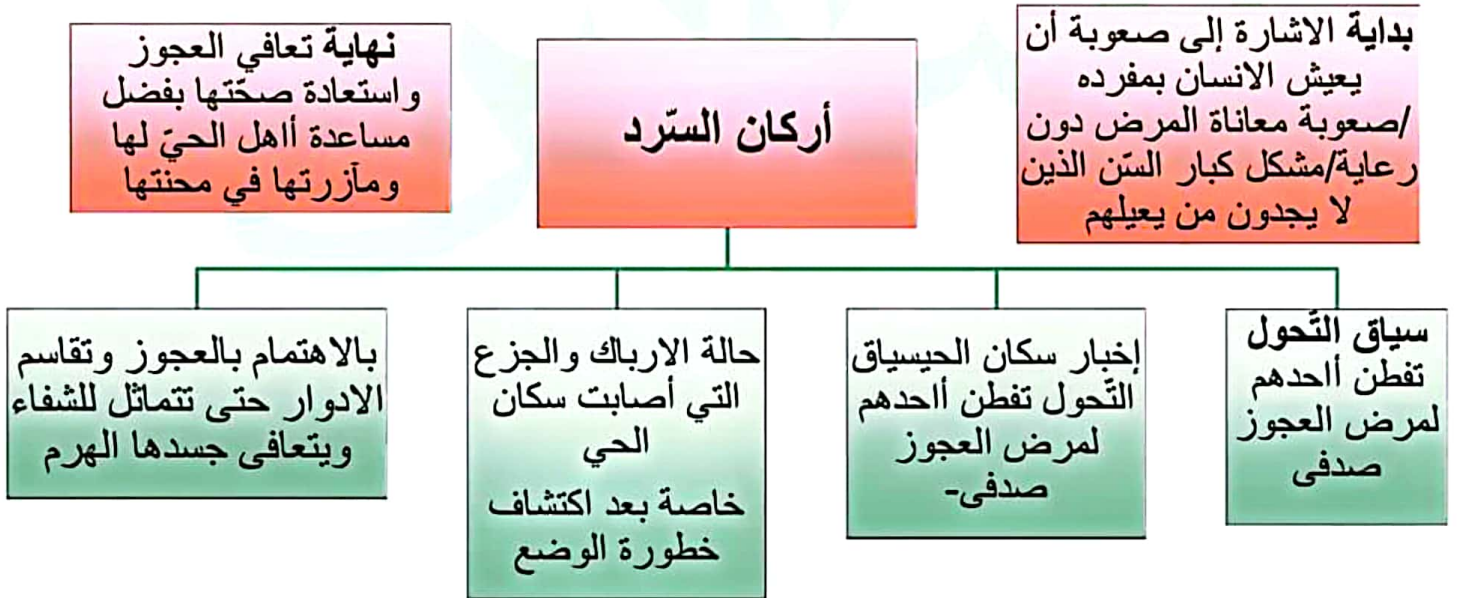 بداية الاشارة إلى صعوبة أن
يعيش الانسان بمفرده
/صعوبة معاناة المرض دون
رعاية/مشكل كبار السّن الذين
لا يجدون من يعيلهم
أركان السّرد
نهاية تعافي العجوز
واستعادة صحّتها بفضل
مساعدة أاهل الحيّ لها
ومآزرتها في محنتها
سياق التّحول
تفطن أاحدهم
لمرض العجوز
صدفى
إخبار سكان الحيسياق
التّحول تفطن أاحدهم
لمرض العجوز
صدفى-
حالة الارباك والجزع
التي أصابت سكان
الحي
خاصة بعد اكتشاف
خطورة الوضع
بالاهتمام بالعجوز وتقاسم
الادوار حتى تتماثل للشفاء
ويتعافى جسدها الهرم